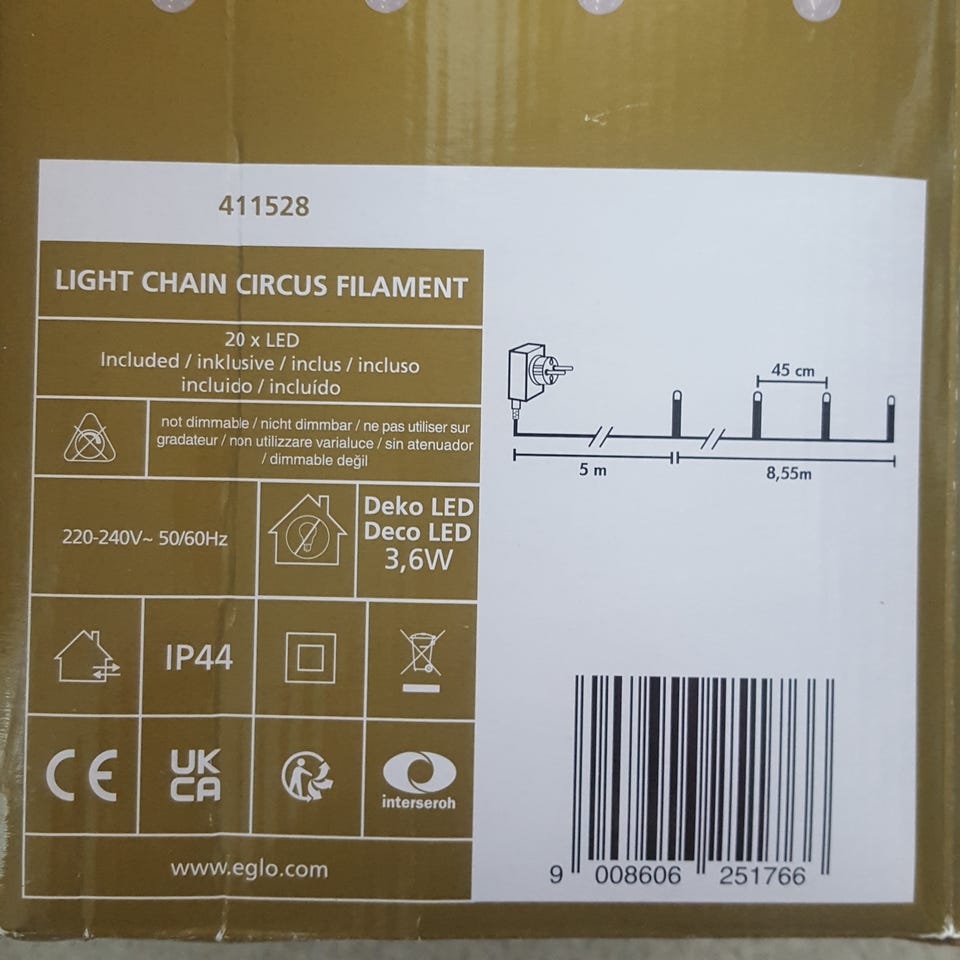 411528
LIGHT CHAIN CIRCUS FILAMENT
20 x LED
Included / inklusive / inclus / incluso
incluido / incluído
not dimmable / nicht dimmbar / ne pas utiliser sur
gradateur / non utilizzare varialuce / sin atenuador
/ dimmable değil
220-240V~ 50/60Hz
Deko LED
Deco LED
3,6W
IP44
CE
UK
CA
interseroh
www.eglo.com
45 cm
5 m
8,55m
9 008606 251766